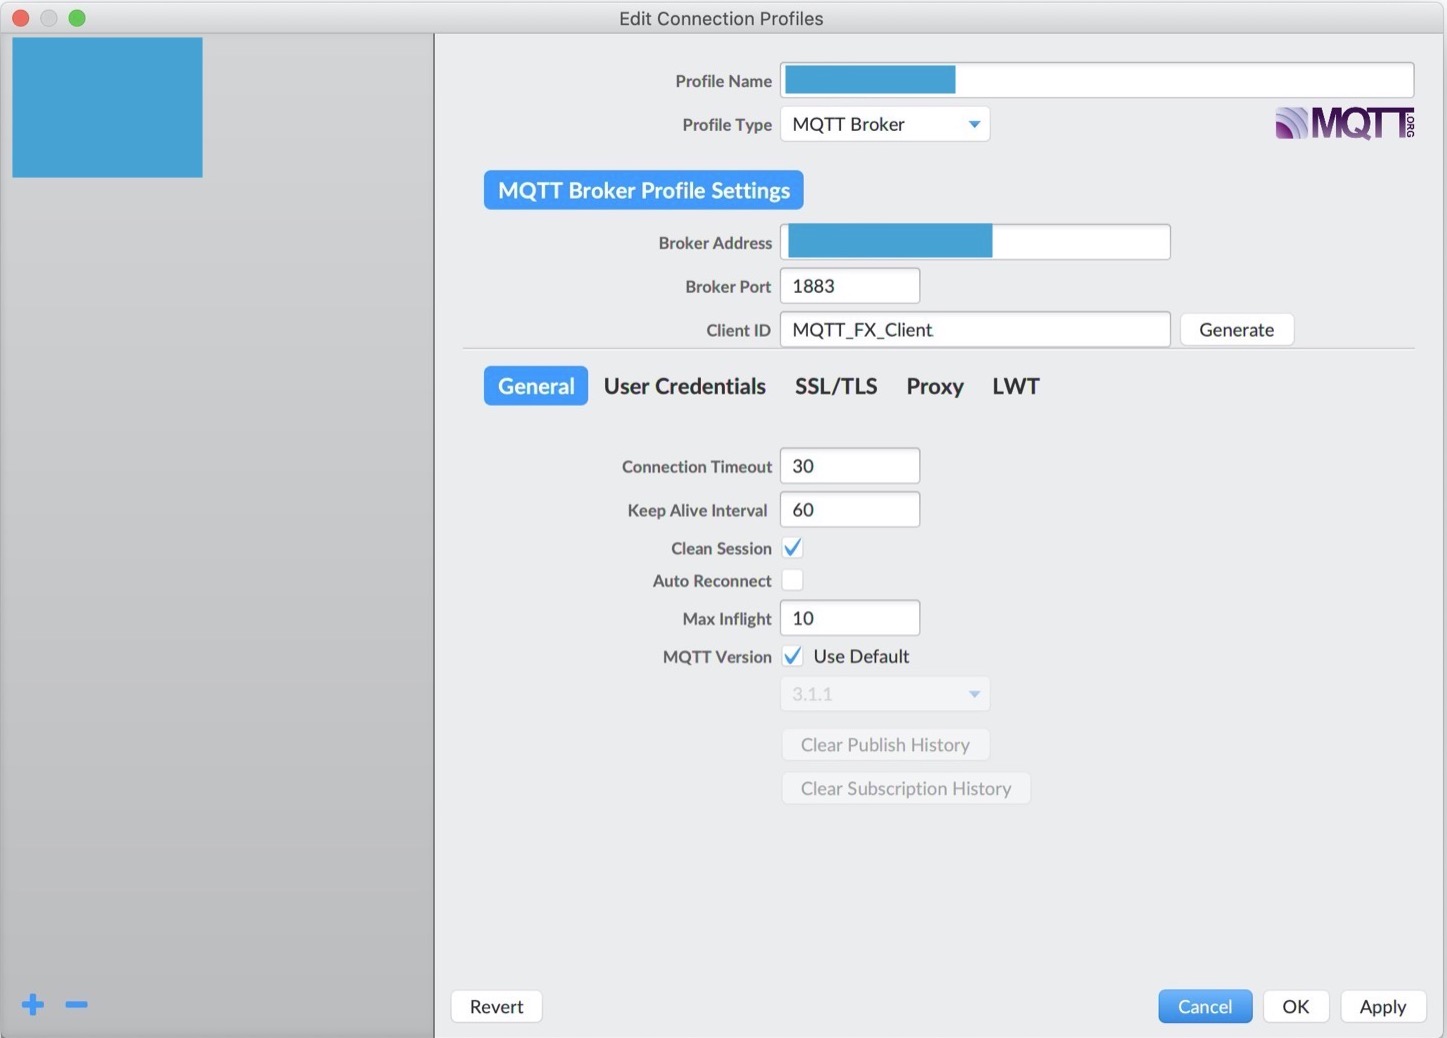 Edit Connection Profiles
Profile Name
Profile Type MQTT Broker
MQTT.ORG
MQTT Broker Profile Settings
Broker Address
Broker Port 1883
Client ID MQTT_FX_Client Generate
General User Credentials SSL/TLS Proxy LWT
Connection Timeout 30
Keep Alive Interval 60
Clean Session
Auto Reconnect
Max Inflight 10
MQTT Version Use Default
3.1.1
Clear Publish History
Clear Subscription History
Revert Cancel OK Apply